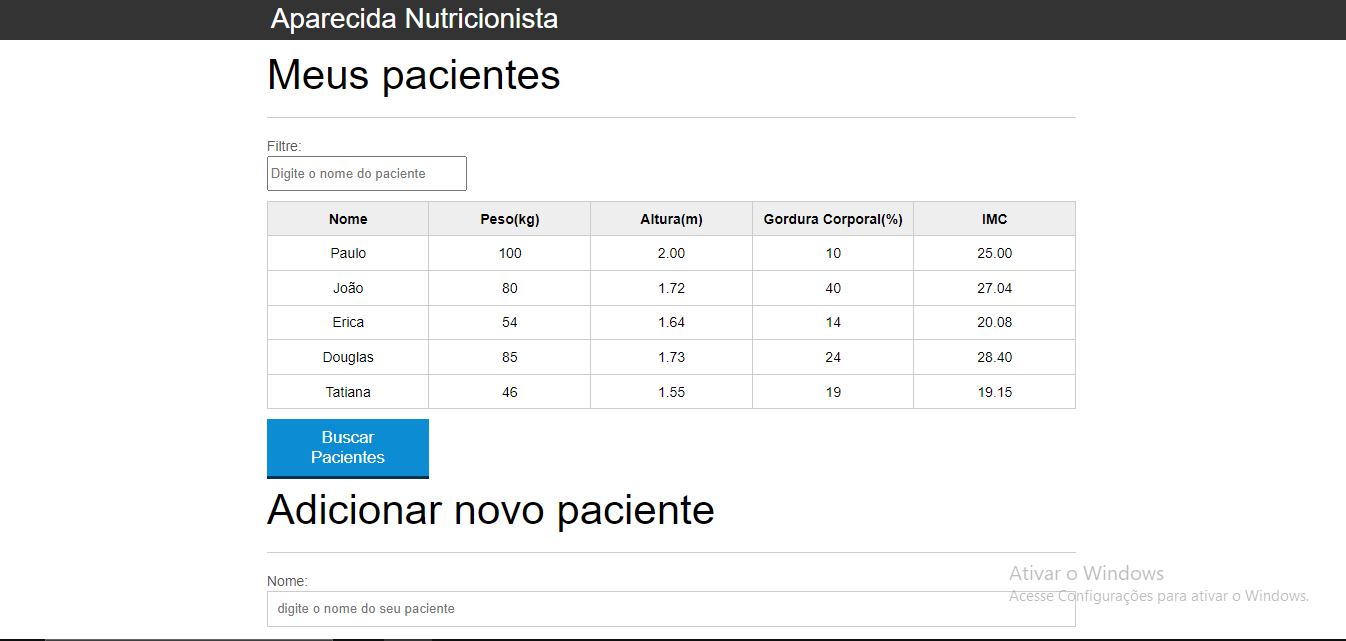 Aparecida Nutricionista
Meus pacientes
Filtre:
Digite o nome do paciente
Nome Peso(kg) Altura(m) Gordura Corporal(%) IMC
Paulo 100 2.00 10 25.00
João 80 1.72 40 27.04
Erica 54 1.64 14 20.08
Douglas 85 1.73 24 28.40
Tatiana 46 1.55 19 19.15
Buscar
Pacientes
Adicionar novo paciente
Nome:
digite o nome do seu paciente
Ativar o Windows
Acesse Configurações para ativar o Windows.